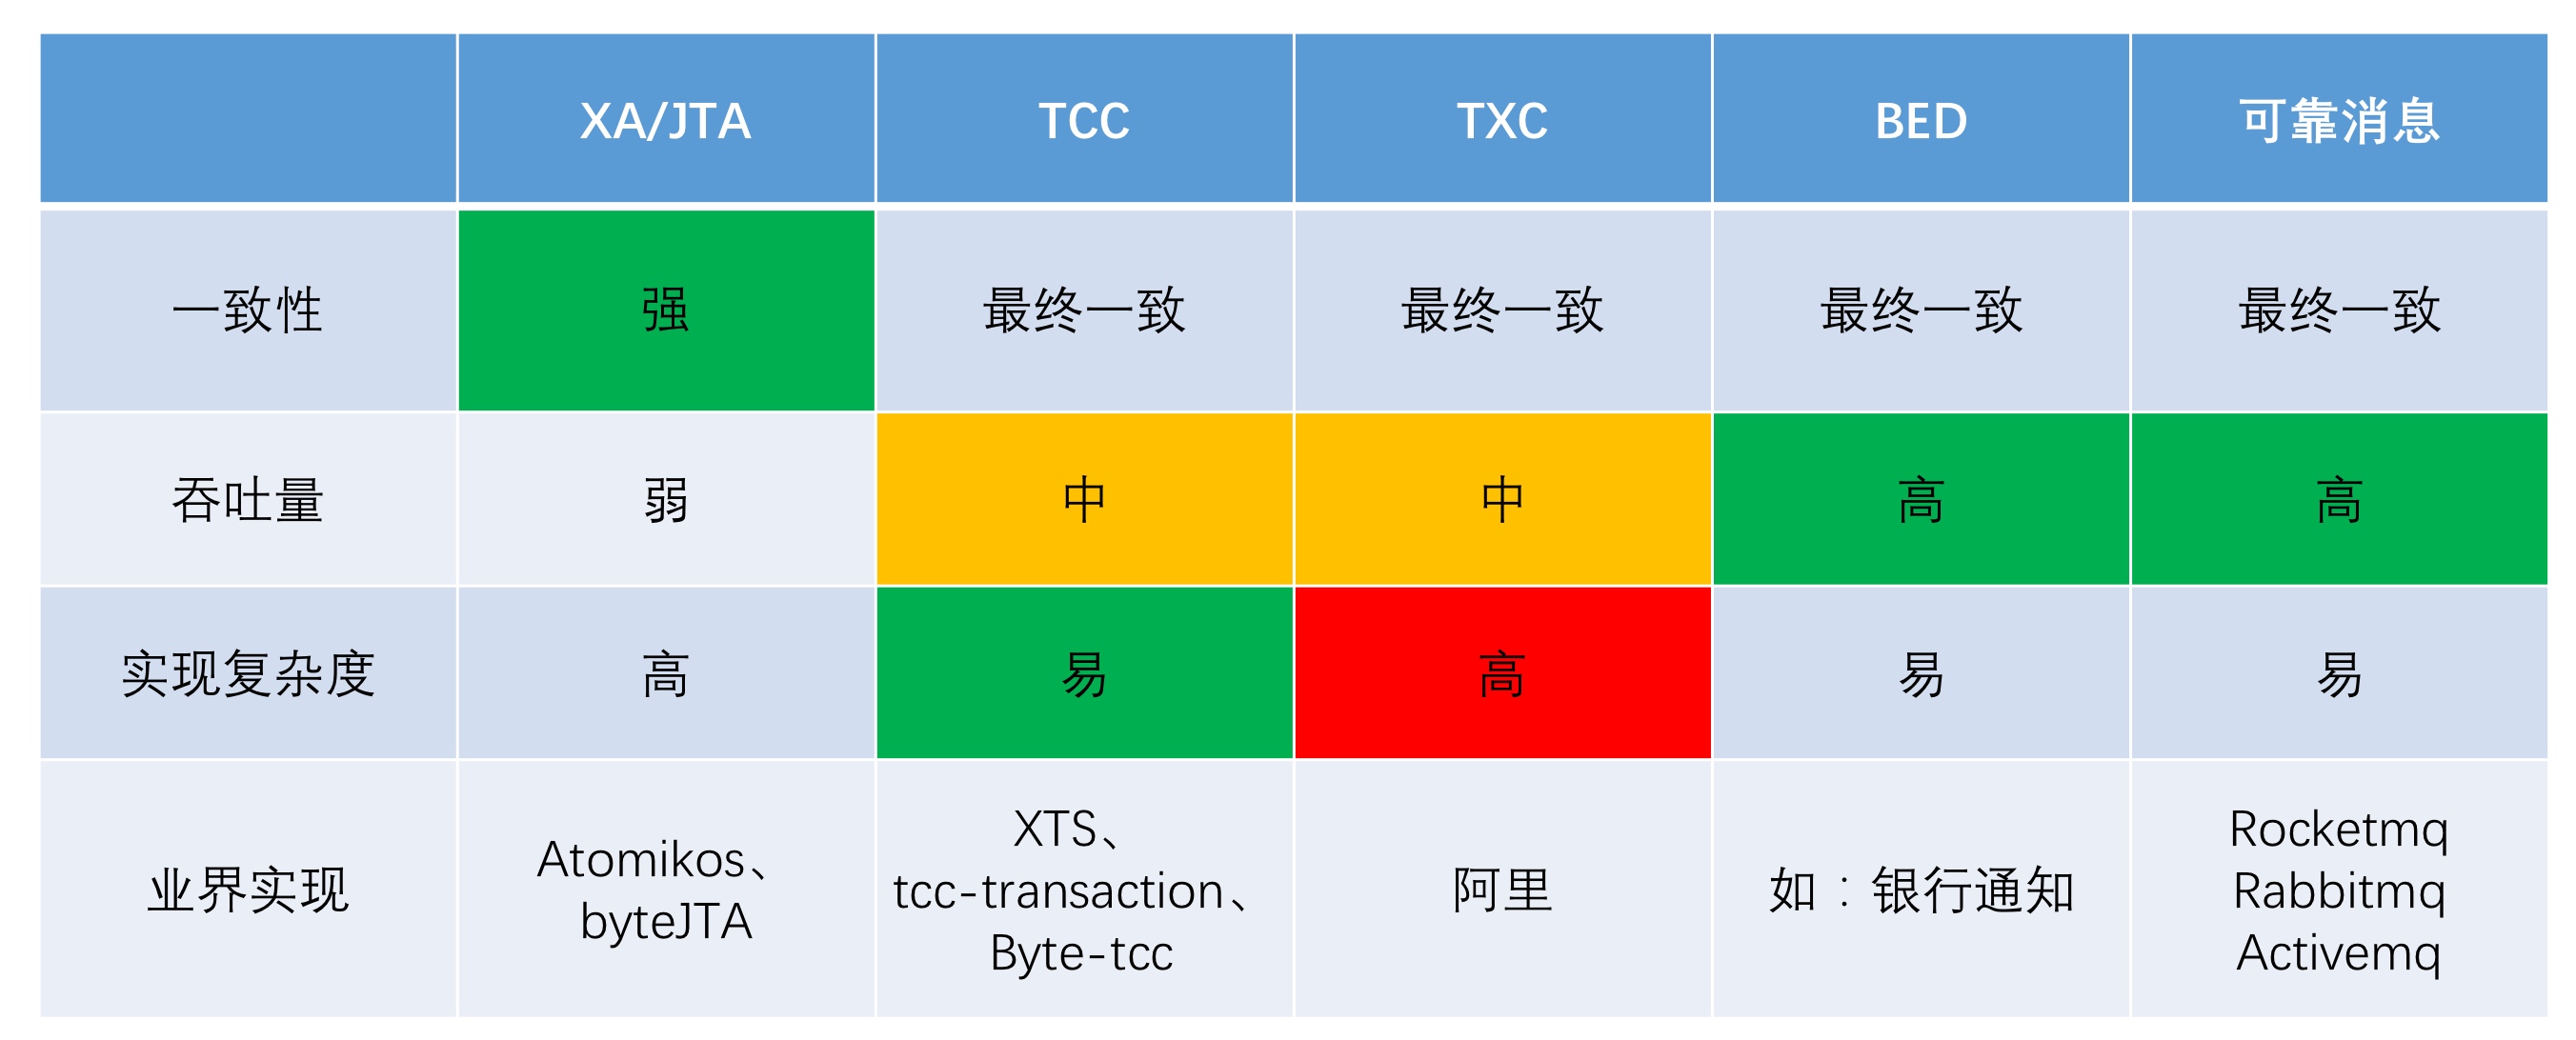 XA/JTA
TCC
TXC
BED
可靠消息
一致性
强
最终一致
最终一致
最终一致
最终一致
吞吐量
弱
中
中
高
高
实现复杂度
高
易
高
易
易
业界实现
Atomikos、
byteJTA
XTS、
tcc-transaction、
Byte-tcc
阿里
如：银行通知
Rocketmq
Rabbitmq
Activemq